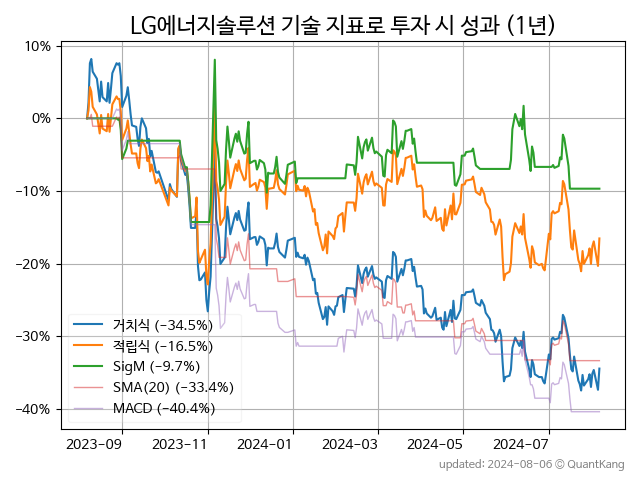 LG에너지솔루션 기술 지표로 투자 시 성과 (1년)
10%
0%
−10%
−20%
−30%
−40%
거치식 (−34.5%)
적립식 (−16.5%)
SigM (−9.7%)
SMA(20) (−33.4%)
MACD (−40.4%)
2023-09 2023-11 2024-01 2024-03 2024-05 2024-07
updated: 2024-08-06 © QuantKang